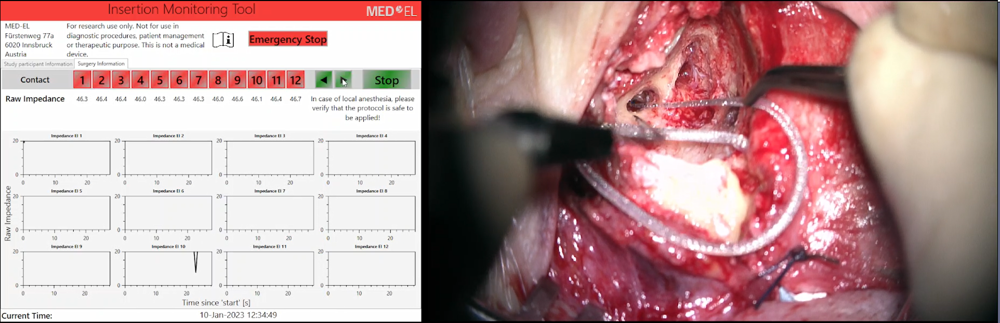 Insertion Monitoring Tool
MED EL
MED-EL
Fürstenweg 77a
6020 Innsbruck
Austria
For research use only. Not for use in
diagnostic procedures, patient management
or therapeutic purpose. This is not a medical
device.
i
Emergency Stop
Study participant Information
Surgery Information
Contact 1 2 3 4 5 6 7 8 9 10 11 12 Stop
Raw Impedance 46.3 46.4 46.4 46.0 46.3 46.3 46.3 46.0 46.6 46.1 46.4 46.7
In case of local anesthesia, please
verify that the protocol is safe to
be applied!
Raw Impedance
Impedance El 1 Impedance El 2 Impedance El 3 Impedance El 4
20 20 20 20
0 0 0 0
0 10 20 0 10 20 0 10 20 0 10 20
Impedance El 5 Impedance El 6 Impedance El 7 Impedance El 8
20 20 20 20
0 0 0 0
0 10 20 0 10 20 0 10 20 0 10 20
Impedance El 9 Impedance El 10 Impedance El 11 Impedance El 12
20 20 20 20
0 0 0 0
0 10 20 0 10 20 0 10 20 0 10 20
Time since 'start' [s]
Current Time: 10-Jan-2023 12:34:49